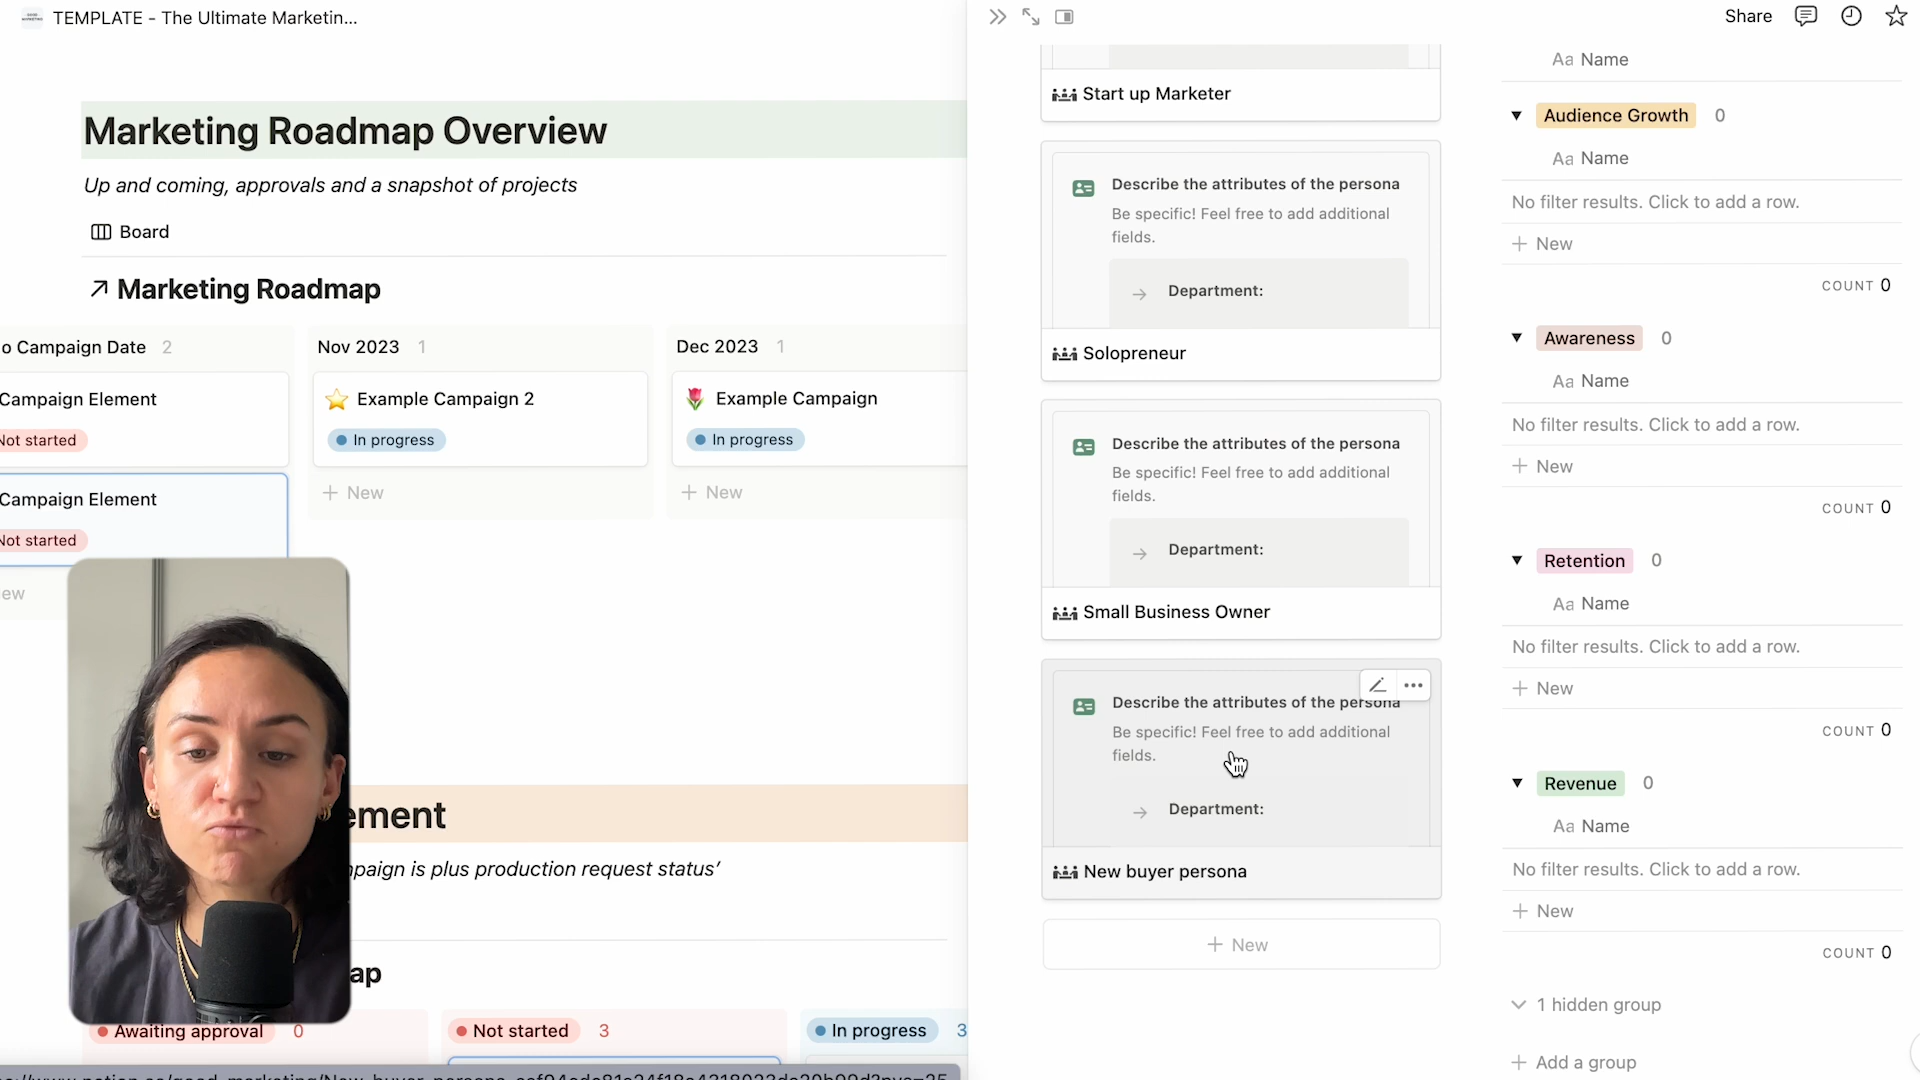 TEMPLATE - The Ultimate Marketin...
Share
Marketing Roadmap Overview
Up and coming, approvals and a snapshot of projects
Board
Marketing Roadmap
o Campaign Date 2
Campaign Element
Not started
Campaign Element
Not started
ew
Nov 2023 1
Example Campaign 2
In progress
+ New
Dec 2023 1
Example Campaign
In progress
+ New
ement
mpaign is plus production request status’
ap
Awaiting approval 0
Not started 3
In progress 3
Start up Marketer
Describe the attributes of the persona
Be specific! Feel free to add additional
fields.
Department:
Solopreneur
Describe the attributes of the persona
Be specific! Feel free to add additional
fields.
Department:
Small Business Owner
Describe the attributes of the persona
Be specific! Feel free to add additional
fields.
Department:
New buyer persona
+ New
Aa Name
Audience Growth 0
Aa Name
No filter results. Click to add a row.
+ New
COUNT 0
Awareness 0
Aa Name
No filter results. Click to add a row.
+ New
COUNT 0
Retention 0
Aa Name
No filter results. Click to add a row.
+ New
COUNT 0
Revenue 0
Aa Name
No filter results. Click to add a row.
+ New
COUNT 0
1 hidden group
+ Add a group